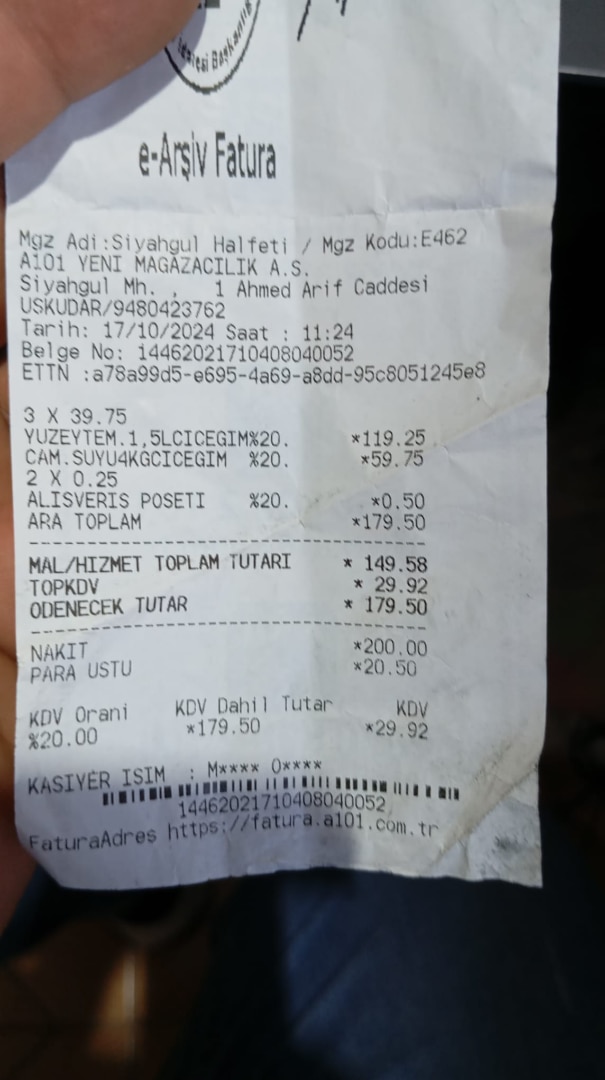 İdaresi Başkanlığı
e-Arşiv Fatura
Mgz Adi:Siyahgul Halfeti / Mgz Kodu:E462
A101 YENI MAGAZACILIK A.S.
Siyahgul Mh. , 1 Ahmed Arif Caddesi
USKUDAR/9480423762
Tarih: 17/10/2024 Saat : 11:24
Belge No: 14462021710408040052
ETTN :a78a99d5-e695-4a69-a8dd-95c8051245e8
3 X 39.75
YUZEYTEM.1,5LCICEGIM%20. *119.25
CAM.SUYU4KGCICEGIM %20. *59.75
2 X 0.25
ALISVERIS POSETI %20. *0.50
ARA TOPLAM *179.50
MAL/HIZMET TOPLAM TUTARI * 149.58
TOPKDV * 29.92
ODENECEK TUTAR * 179.50
NAKIT *200.00
PARA USTU *20.50
KDV Orani KDV Dahil Tutar KDV
%20.00 *179.50 *29.92
KASIYER ISIM : M**** O****
14462021710408040052
FaturaAdres https://fatura.a101.com.tr